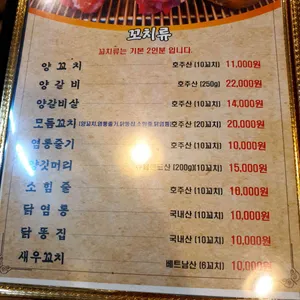 꼬치류
꼬치류는 기본 2인분 입니다.
양꼬치 호주산 (10꼬치) 11,000원
양갈비 호주산 (250g) 22,000원
양갈비살 호주산 (10꼬치) 14,000원
모듬꼬치 호주산 (20꼬치) 20,000원
염통줄기 호주산 (10꼬치) 10,000원
양깃머리 (200g)(10꼬치) 15,000원
소힘줄 호주산 (10꼬치) 10,000원
닭염통 국내산 (10꼬치) 10,000원
닭똥집 국내산 (10꼬치) 10,000원
새우꼬치 베트남산 (6꼬치) 10,000원